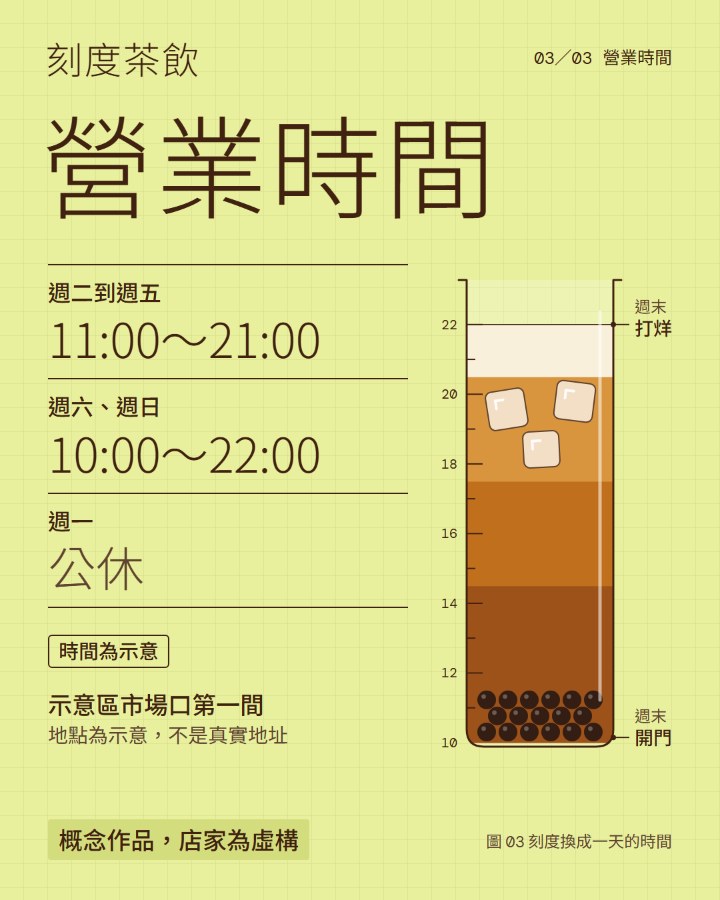 刻度茶飲
03／03 營業時間
營業時間
週二到週五
11:00～21:00
週六、週日
10:00～22:00
週一
公休
時間為示意
示意區市場口第一間
地點為示意，不是真實地址
22
20
18
16
14
12
10
週末
打烊
週末
開門
概念作品，店家為虛構
圖 03 刻度換成一天的時間